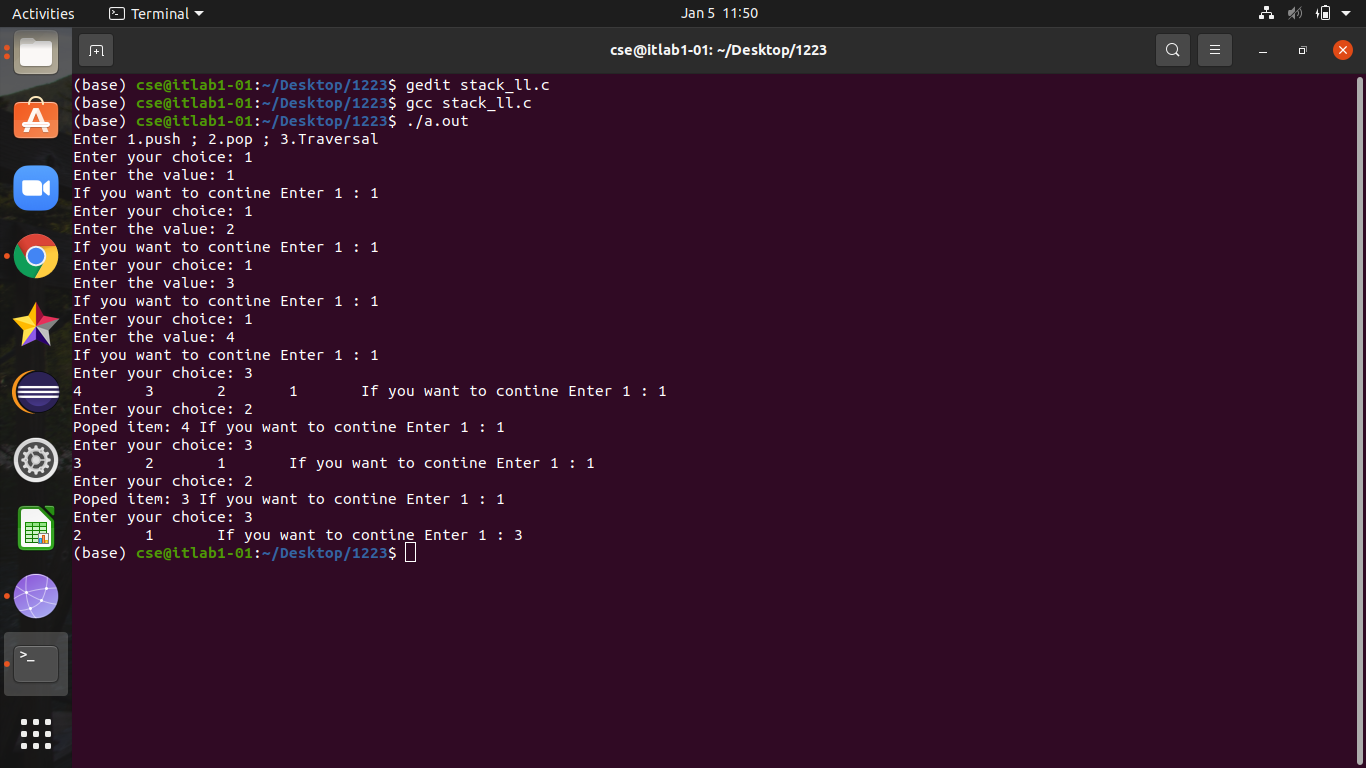 Activities Terminal Jan 5 11:50
cse@itlab1-01: ~/Desktop/1223
(base) cse@itlab1-01:~/Desktop/1223$ gedit stack_ll.c
(base) cse@itlab1-01:~/Desktop/1223$ gcc stack_ll.c
(base) cse@itlab1-01:~/Desktop/1223$ ./a.out
Enter 1.push ; 2.pop ; 3.Traversal
Enter your choice: 1
Enter the value: 1
If you want to contine Enter 1 : 1
Enter your choice: 1
Enter the value: 2
If you want to contine Enter 1 : 1
Enter your choice: 1
Enter the value: 3
If you want to contine Enter 1 : 1
Enter your choice: 1
Enter the value: 4
If you want to contine Enter 1 : 1
Enter your choice: 3
4       3       2       1       If you want to contine Enter 1 : 1
Enter your choice: 2
Poped item: 4 If you want to contine Enter 1 : 1
Enter your choice: 3
3       2       1       If you want to contine Enter 1 : 1
Enter your choice: 2
Poped item: 3 If you want to contine Enter 1 : 1
Enter your choice: 3
2       1       If you want to contine Enter 1 : 3
(base) cse@itlab1-01:~/Desktop/1223$